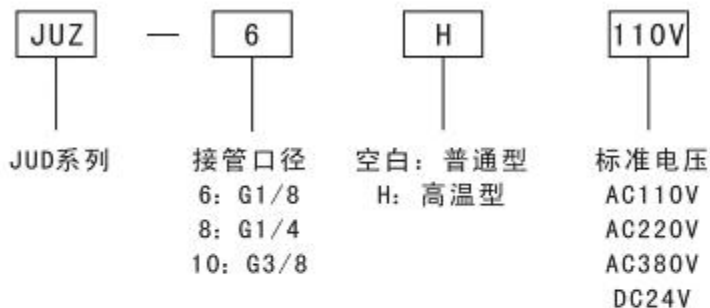 JUZ — 6 H 110V
JUD系列 接管口径 空白：普通型 标准电压
6：G1/8 H：高温型 AC110V
8：G1/4 AC220V
10：G3/8 AC380V
DC24V